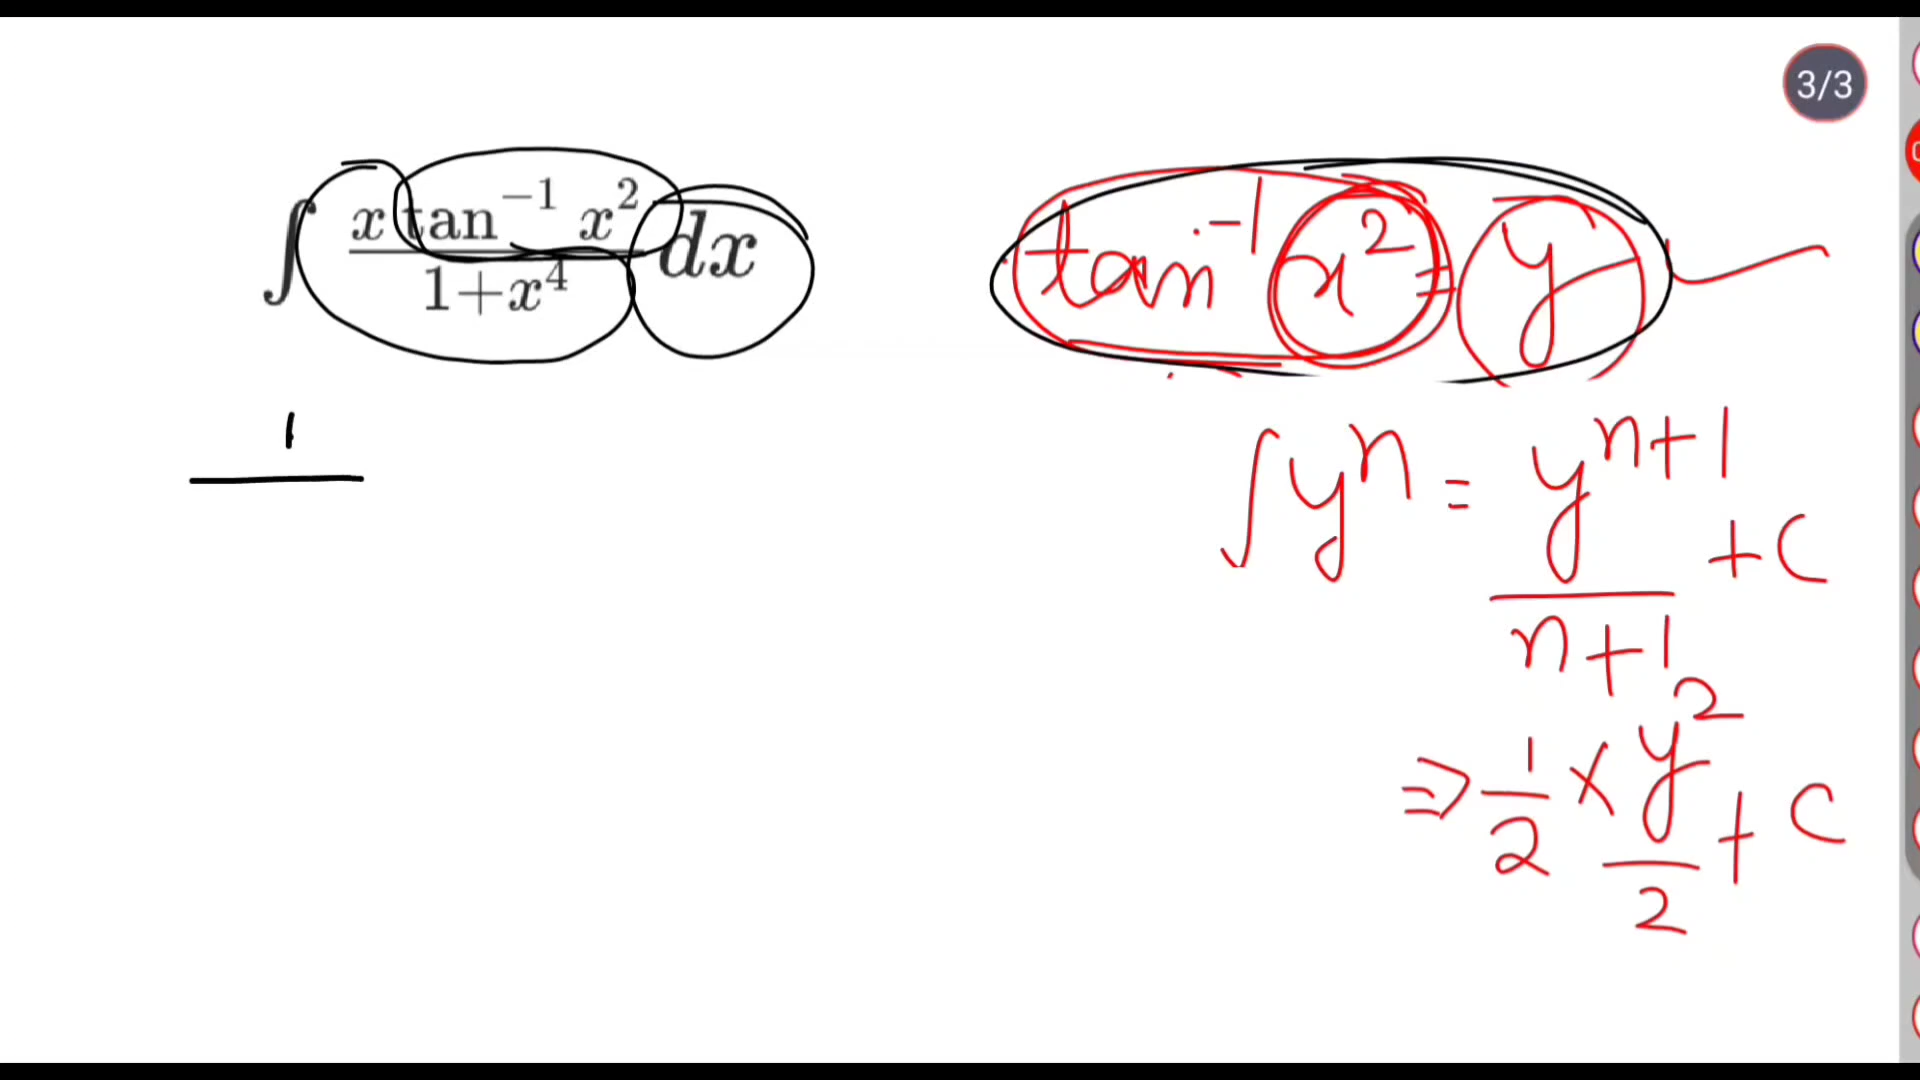 3/3
∫ x tan⁻¹ x² / 1+x⁴ dx
tan⁻¹ x² = y
1
∫yⁿ = yⁿ⁺¹ / n+1 + C
⇒ 1/2 × y²/2 + C